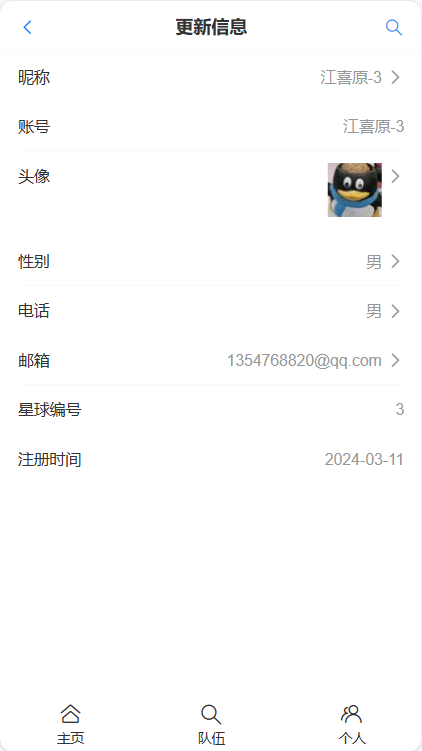 更新信息
昵称 江喜原-3
账号 江喜原-3
头像
性别 男
电话 男
邮箱 1354768820@qq.com
星球编号 3
注册时间 2024-03-11
主页 队伍 个人